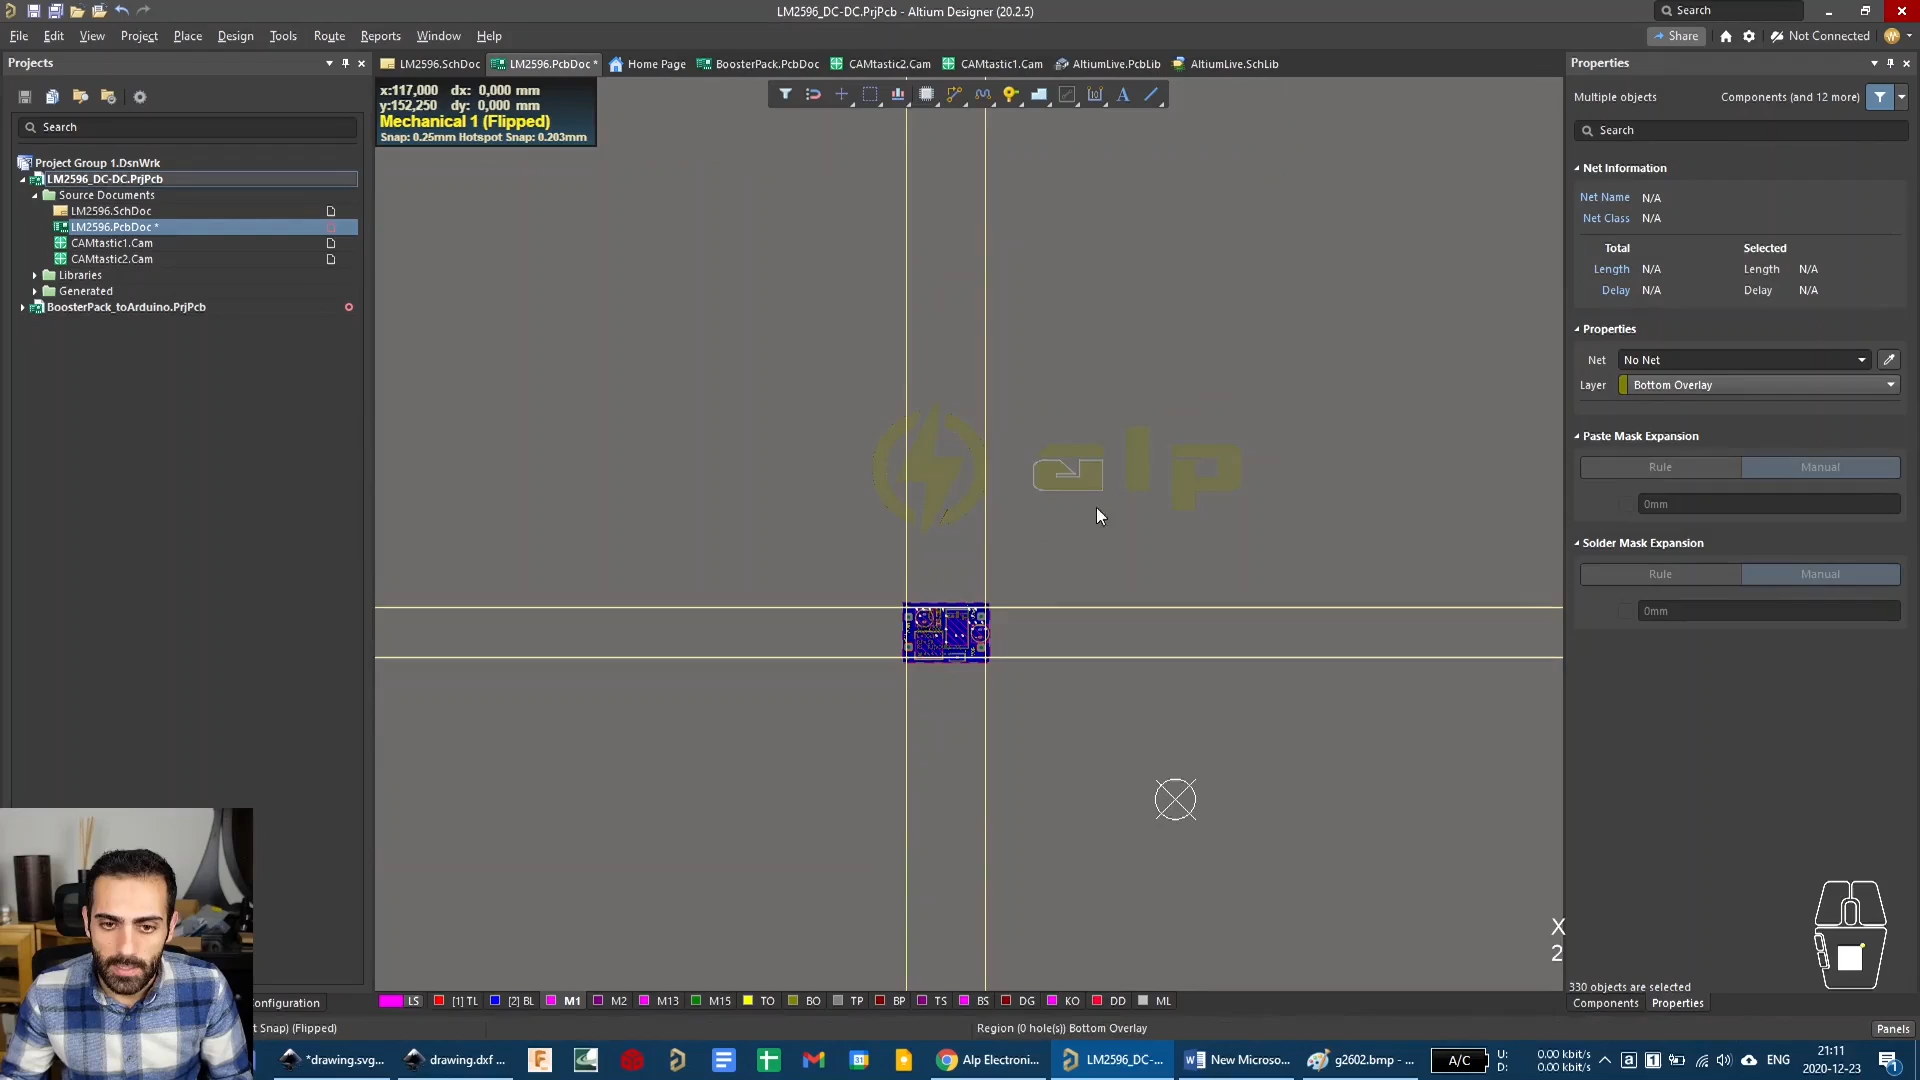 LM2596_DC-DC.PrjPcb - Altium Designer (20.2.5)
Search
File Edit View Project Place Design Tools Route Reports Window Help
Share
Not Connected
Projects
LM2596.SchDoc
LM2596.PcbDoc *
Home Page
BoosterPack.PcbDoc
CAMtastic2.Cam
CAMtastic1.Cam
AltiumLive.PcbLib
AltiumLive.SchLib
Properties
x:117,000 dx: 0,000 mm
y:152,250 dy: 0,000 mm
Mechanical 1 (Flipped)
Snap: 0.25mm Hotspot Snap: 0.203mm
Multiple objects
Components (and 12 more)
Search
Search
Project Group 1.DsnWrk
LM2596_DC-DC.PrjPcb
Source Documents
LM2596.SchDoc
LM2596.PcbDoc *
CAMtastic1.Cam
CAMtastic2.Cam
Libraries
Generated
BoosterPack_toArduino.PrjPcb
Net Information
Net Name N/A
Net Class N/A
Total Selected
Length N/A Length N/A
Delay N/A Delay N/A
Properties
Net No Net
Layer Bottom Overlay
Paste Mask Expansion
Rule Manual
0mm
Solder Mask Expansion
Rule Manual
0mm
alp
X
2
330 objects are selected
Components Properties
onfiguration
LS [1] TL [2] BL M1 M2 M13 M15 TO BO TP BP TS BS DG KO DD ML
t Snap) (Flipped)
Region (0 hole(s)) Bottom Overlay
Panels
*drawing.svg...
drawing.dxf ...
31
Alp Electroni...
LM2596_DC-...
New Microso...
g2602.bmp - ...
A/C
U: 0.00 kbit/s
D: 0.00 kbit/s
ENG
21:11
2020-12-23
1